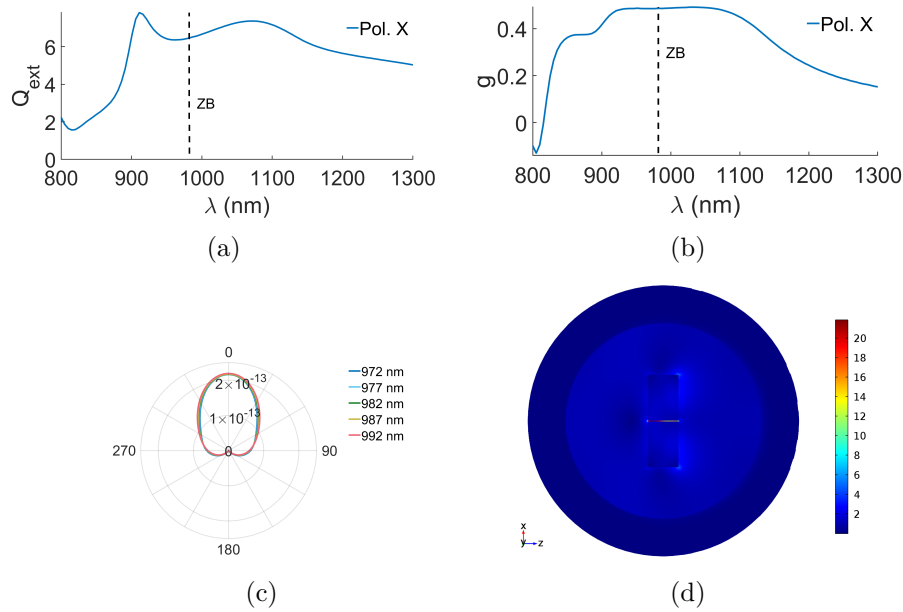 Pol. X
Q_ext
6
4
2
0
ZB
800 900 1000 1100 1200 1300
λ (nm)
(a)
Pol. X
g
0.4
0.2
0
ZB
800 900 1000 1100 1200 1300
λ (nm)
(b)
0
2×10^-13
1×10^-13
0
270
90
180
972 nm
977 nm
982 nm
987 nm
992 nm
(c)
20
18
16
14
12
10
8
6
4
2
x
y z
(d)